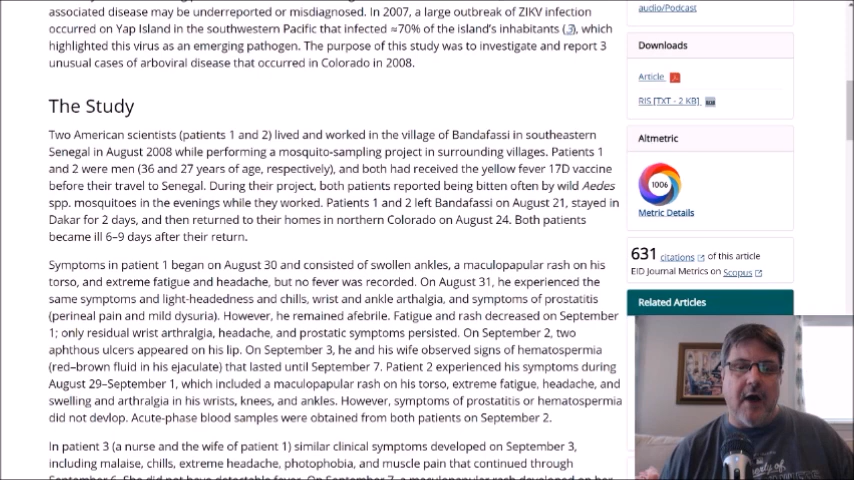 associated disease may be underreported or misdiagnosed. In 2007, a large outbreak of ZIKV infection
occurred on Yap Island in the southwestern Pacific that infected ≈70% of the island's inhabitants (3), which
highlighted this virus as an emerging pathogen. The purpose of this study was to investigate and report 3
unusual cases of arboviral disease that occurred in Colorado in 2008.
The Study
Two American scientists (patients 1 and 2) lived and worked in the village of Bandafassi in southeastern
Senegal in August 2008 while performing a mosquito-sampling project in surrounding villages. Patients 1
and 2 were men (36 and 27 years of age, respectively), and both had received the yellow fever 17D vaccine
before their travel to Senegal. During their project, both patients reported being bitten often by wild Aedes
spp. mosquitoes in the evenings while they worked. Patients 1 and 2 left Bandafassi on August 21, stayed in
Dakar for 2 days, and then returned to their homes in northern Colorado on August 24. Both patients
became ill 6–9 days after their return.
Symptoms in patient 1 began on August 30 and consisted of swollen ankles, a maculopapular rash on his
torso, and extreme fatigue and headache, but no fever was recorded. On August 31, he experienced the
same symptoms and light-headedness and chills, wrist and ankle arthalgia, and symptoms of prostatitis
(perineal pain and mild dysuria). However, he remained afebrile. Fatigue and rash decreased on September
1; only residual wrist arthralgia, headache, and prostatic symptoms persisted. On September 2, two
aphthous ulcers appeared on his lip. On September 3, he and his wife observed signs of hematospermia
(red–brown fluid in his ejaculate) that lasted until September 7. Patient 2 experienced his symptoms during
August 29–September 1, which included a maculopapular rash on his torso, extreme fatigue, headache, and
swelling and arthralgia in his wrists, knees, and ankles. However, symptoms of prostatitis or hematospermia
did not devlop. Acute-phase blood samples were obtained from both patients on September 2.
In patient 3 (a nurse and the wife of patient 1) similar clinical symptoms developed on September 3,
including malaise, chills, extreme headache, photophobia, and muscle pain that continued through
September 6. She did not have detectable fever. On September 7, a maculopapular rash developed on her
audio/Podcast
Downloads
Article
RIS [TXT - 2 KB]
Altmetric
1006
Metric Details
631 citations of this article
EID Journal Metrics on Scopus
Related Articles